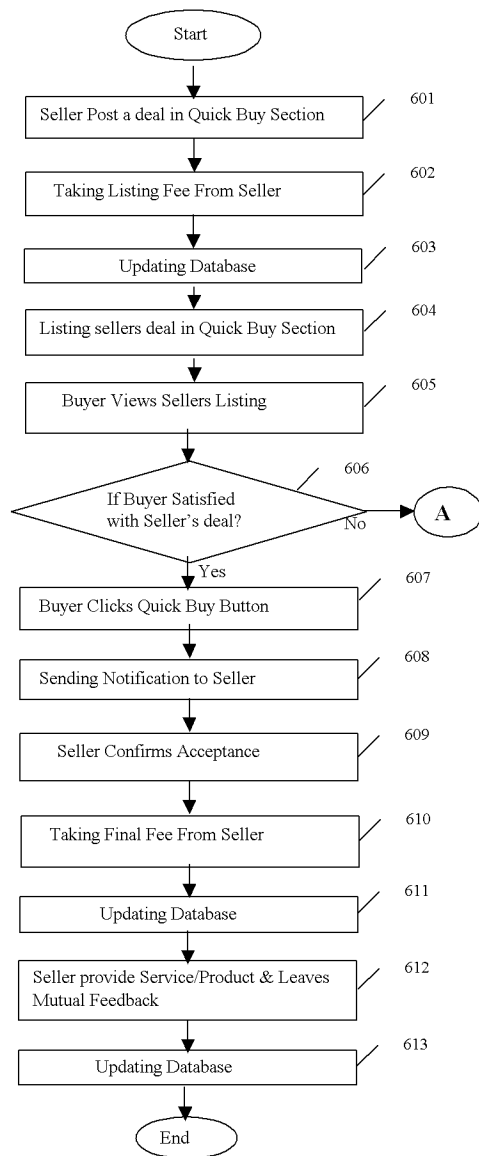 Start
601
Seller Post a deal in Quick Buy Section
602
Taking Listing Fee From Seller
603
Updating Database
604
Listing sellers deal in Quick Buy Section
605
Buyer Views Sellers Listing
606
If Buyer Satisfied
with Seller's deal?
No
A
Yes
607
Buyer Clicks Quick Buy Button
608
Sending Notification to Seller
609
Seller Confirms Acceptance
610
Taking Final Fee From Seller
611
Updating Database
612
Seller provide Service/Product & Leaves
Mutual Feedback
613
Updating Database
End